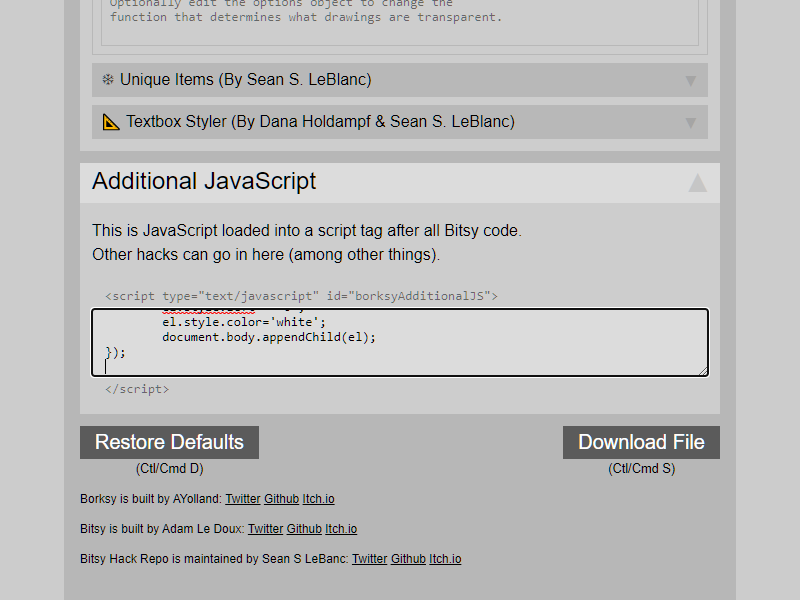 Optionally edit the options object to change the
function that determines what drawings are transparent.
❄ Unique Items (By Sean S. LeBlanc) ▼
📐 Textbox Styler (By Dana Holdampf & Sean S. LeBlanc) ▼
Additional JavaScript ▲
This is JavaScript loaded into a script tag after all Bitsy code.
Other hacks can go in here (among other things).
<script type="text/javascript" id="borksyAdditionalJS">
el.style.color='white';
document.body.appendChild(el);
});
</script>
Restore Defaults Download File
(Ctl/Cmd D) (Ctl/Cmd S)
Borksy is built by AYolland: Twitter Github Itch.io
Bitsy is built by Adam Le Doux: Twitter Github Itch.io
Bitsy Hack Repo is maintained by Sean S LeBanc: Twitter Github Itch.io